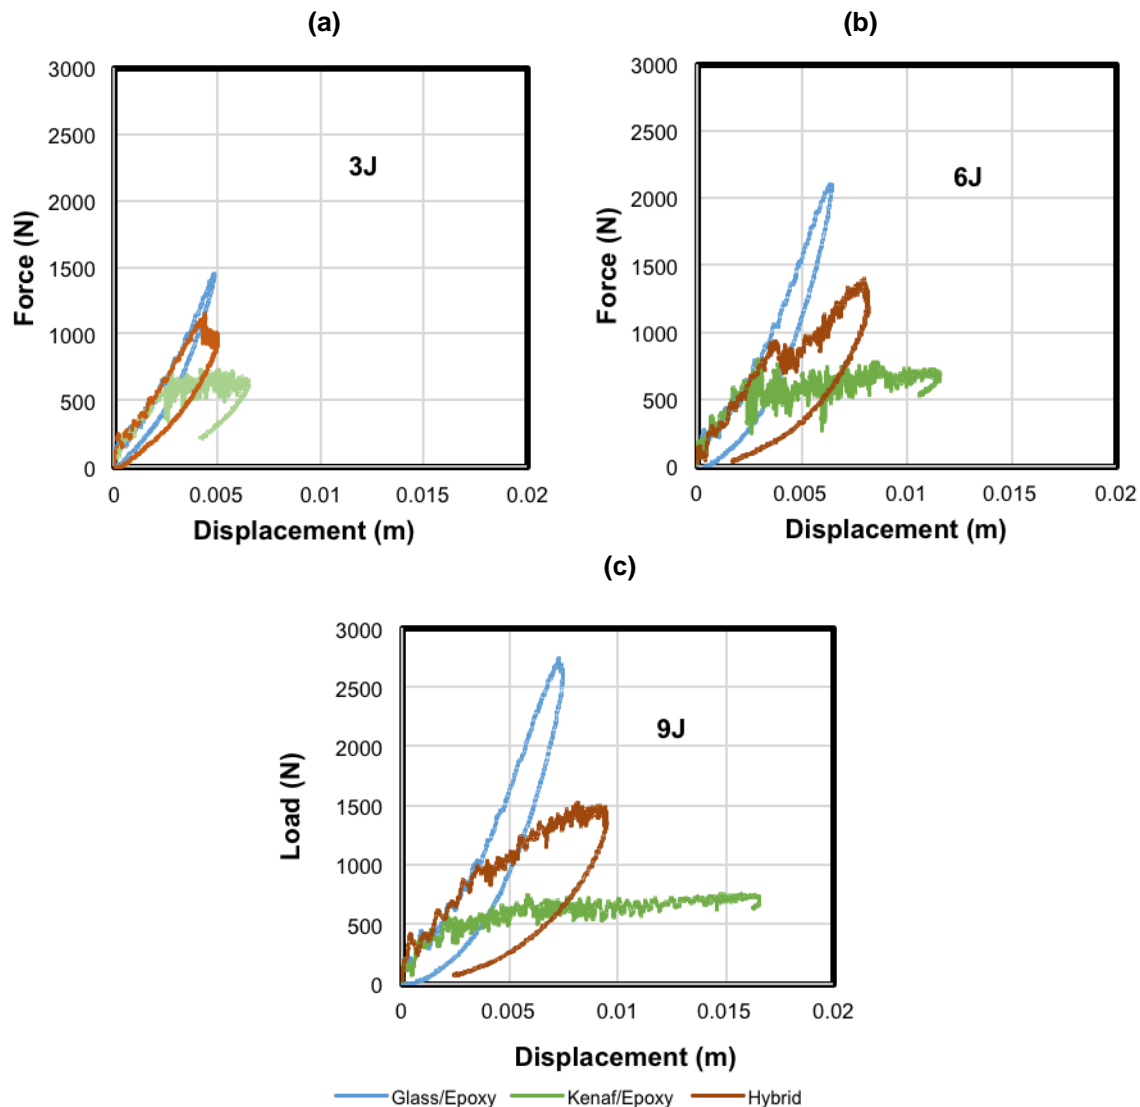 (a)
3000
2500
2000
1500
1000
500
0
Force (N)
3J
0 0.005 0.01 0.015 0.02
Displacement (m)
(b)
3000
2500
2000
1500
1000
500
0
Force (N)
6J
0 0.005 0.01 0.015 0.02
Displacement (m)
(c)
3000
2500
2000
1500
1000
500
0
Load (N)
9J
0 0.005 0.01 0.015 0.02
Displacement (m)
Glass/Epoxy Kenaf/Epoxy Hybrid